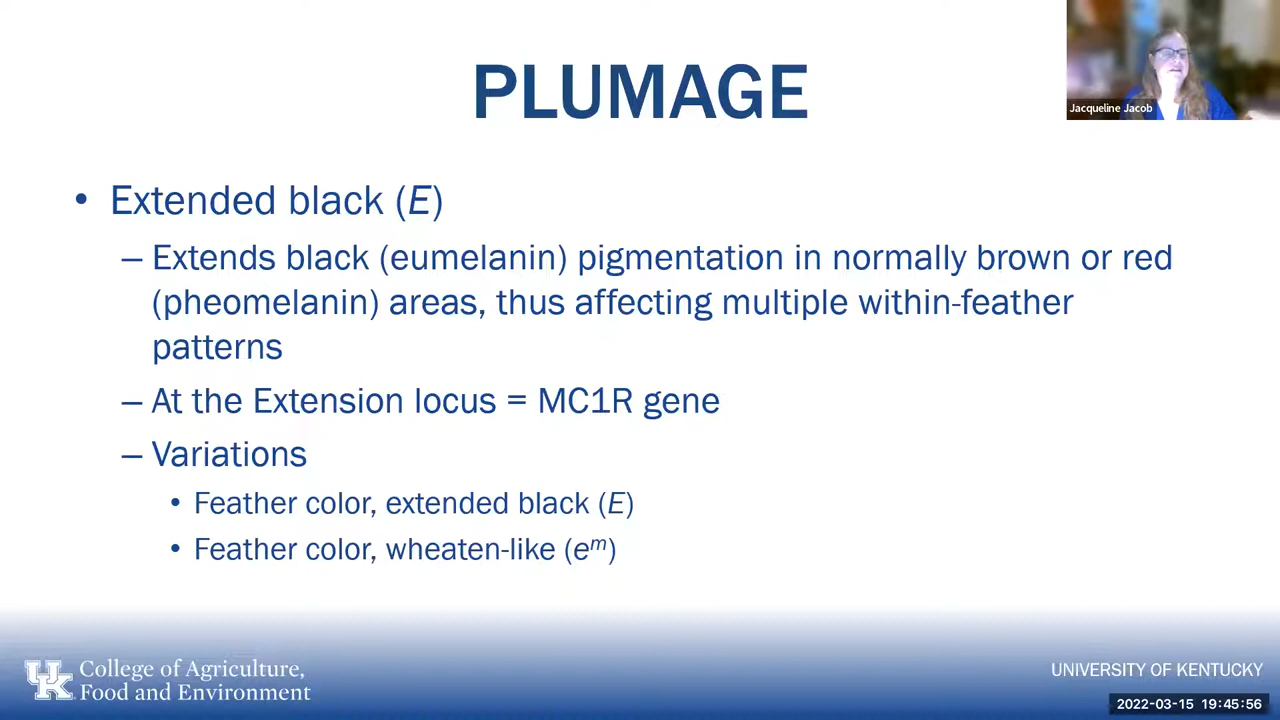 PLUMAGE
Jacqueline Jacob
• Extended black (E)
– Extends black (eumelanin) pigmentation in normally brown or red
(pheomelanin) areas, thus affecting multiple within-feather
patterns
– At the Extension locus = MC1R gene
– Variations
• Feather color, extended black (E)
• Feather color, wheaten-like (eᵐ)
UK College of Agriculture,
Food and Environment
UNIVERSITY OF KENTUCKY
2022-03-15 19:45:56